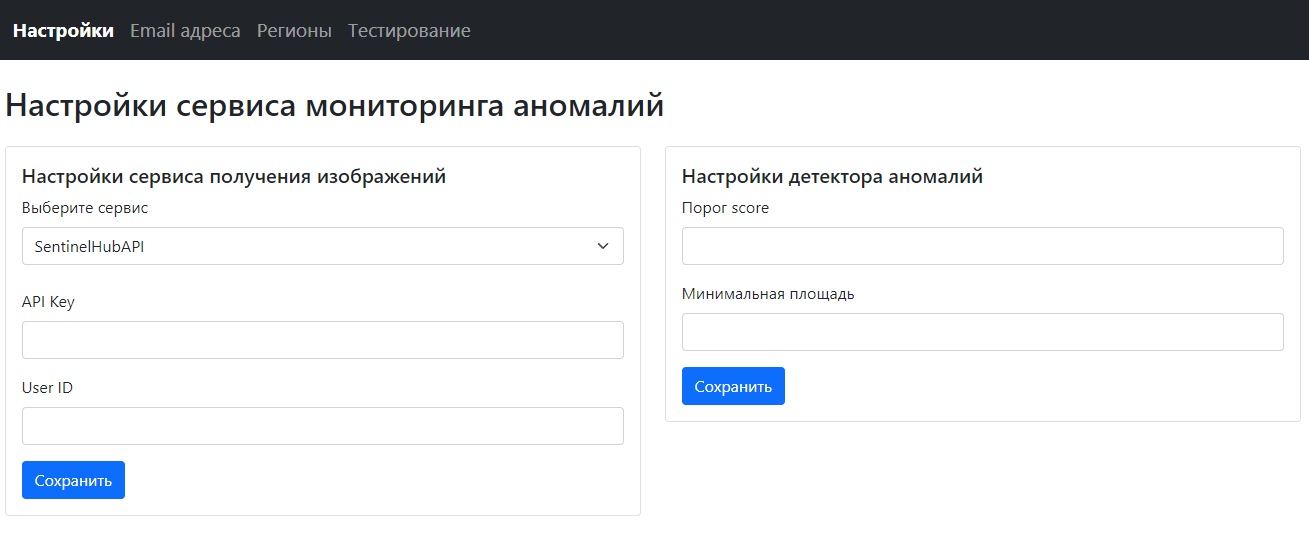 Настройки Email адреса Регионы Тестирование
Настройки сервиса мониторинга аномалий
Настройки сервиса получения изображений
Выберите сервис
SentinelHubAPI
API Key
User ID
Сохранить
Настройки детектора аномалий
Порог score
Минимальная площадь
Сохранить